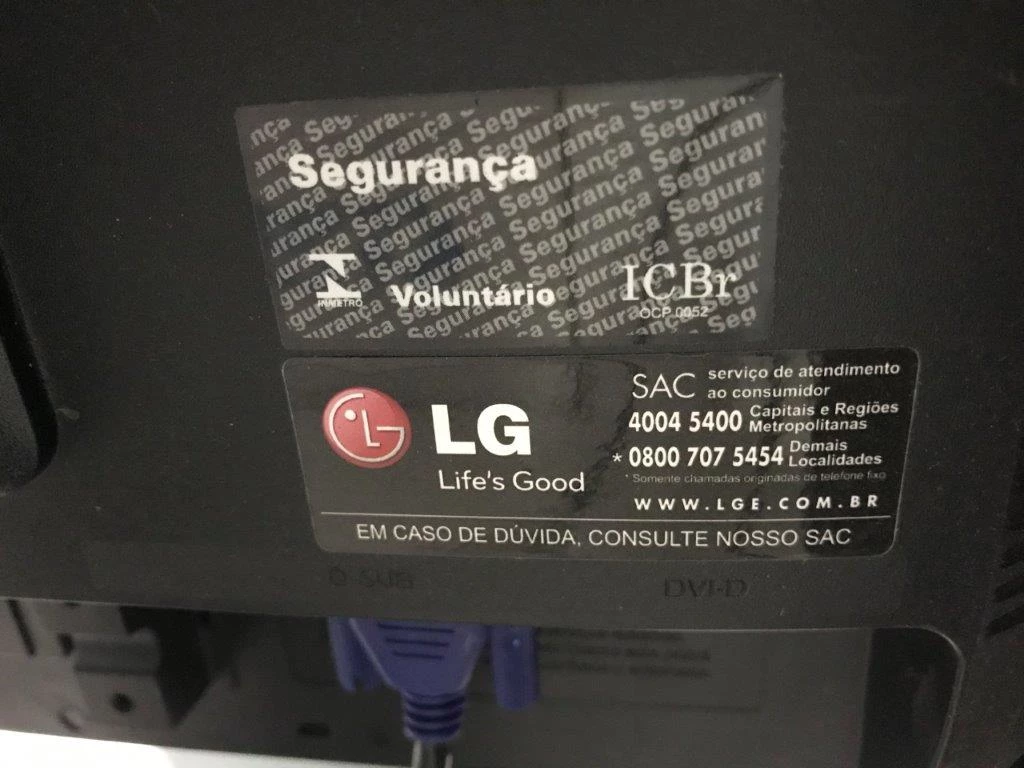 Segurança
INMETRO
Voluntário
ICBr
OCP 0052
LG
Life's Good
SAC serviço de atendimento ao consumidor
4004 5400 Capitais e Regiões Metropolitanas
* 0800 707 5454 Demais Localidades
* Somente chamadas originadas de telefone fixo
WWW.LGE.COM.BR
EM CASO DE DÚVIDA, CONSULTE NOSSO SAC
D-SUB
DVI-D